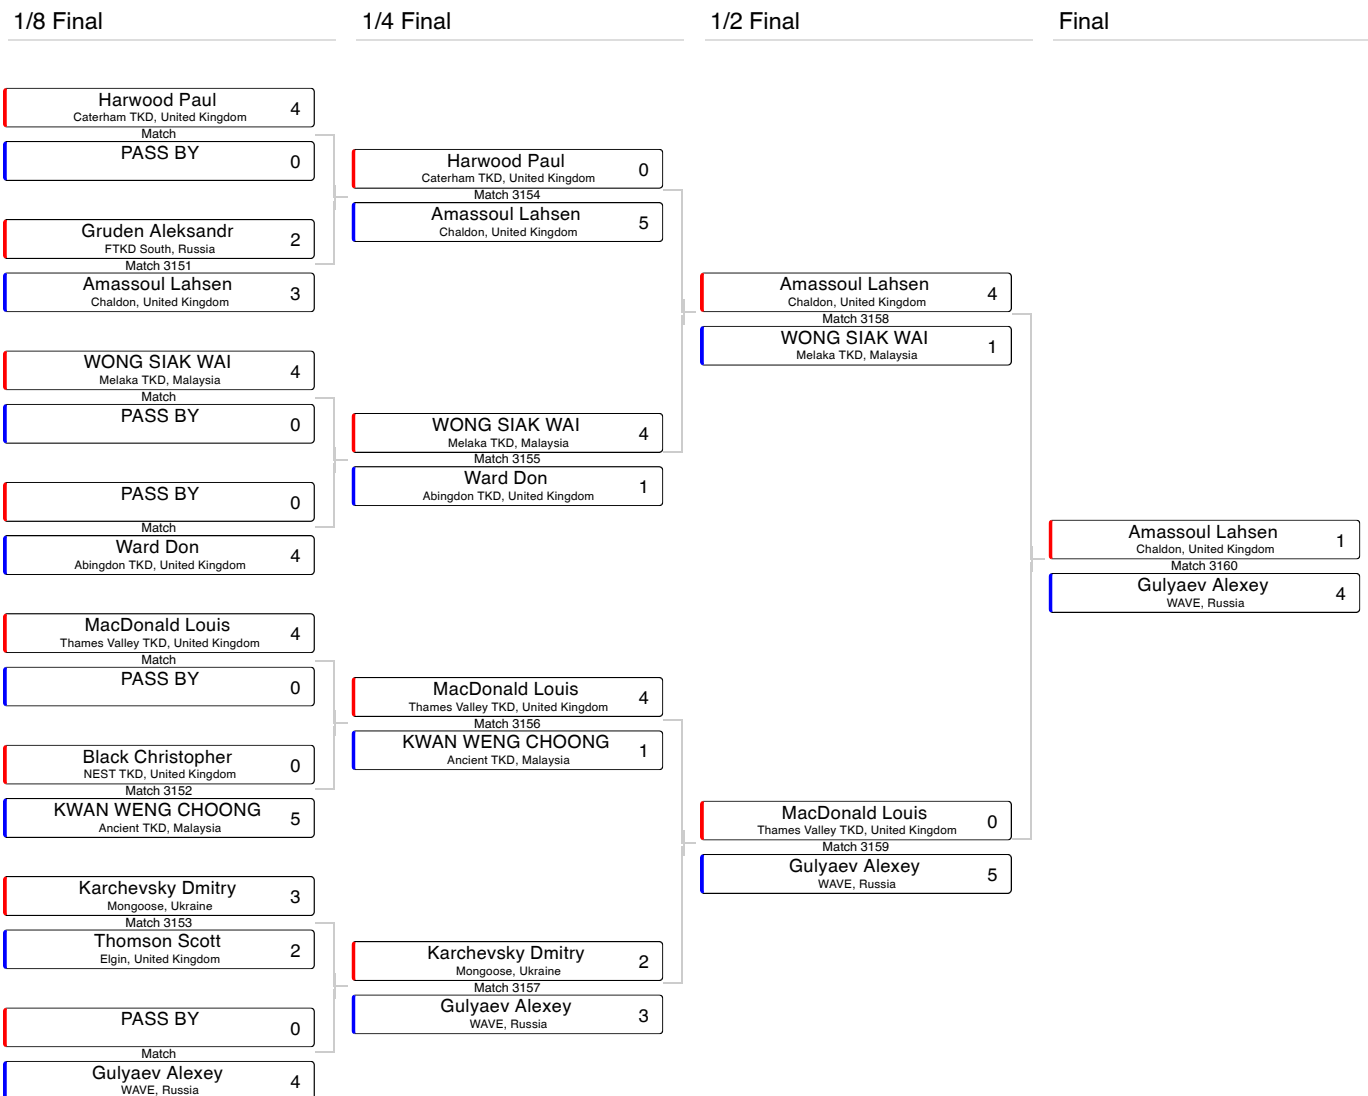 1/8 Final
1/4 Final
1/2 Final
Final
Harwood Paul
Caterham TKD, United Kingdom
4
Match
PASS BY
0
Gruden Aleksandr
FTKD South, Russia
2
Match 3151
Amassoul Lahsen
Chaldon, United Kingdom
3
WONG SIAK WAI
Melaka TKD, Malaysia
4
Match
PASS BY
0
PASS BY
0
Match
Ward Don
Abingdon TKD, United Kingdom
4
MacDonald Louis
Thames Valley TKD, United Kingdom
4
Match
PASS BY
0
Black Christopher
NEST TKD, United Kingdom
0
Match 3152
KWAN WENG CHOONG
Ancient TKD, Malaysia
5
Karchevsky Dmitry
Mongoose, Ukraine
3
Match 3153
Thomson Scott
Elgin, United Kingdom
2
PASS BY
0
Match
Gulyaev Alexey
WAVE, Russia
4
Harwood Paul
Caterham TKD, United Kingdom
0
Match 3154
Amassoul Lahsen
Chaldon, United Kingdom
5
WONG SIAK WAI
Melaka TKD, Malaysia
4
Match 3155
Ward Don
Abingdon TKD, United Kingdom
1
MacDonald Louis
Thames Valley TKD, United Kingdom
4
Match 3156
KWAN WENG CHOONG
Ancient TKD, Malaysia
1
Karchevsky Dmitry
Mongoose, Ukraine
2
Match 3157
Gulyaev Alexey
WAVE, Russia
3
Amassoul Lahsen
Chaldon, United Kingdom
4
Match 3158
WONG SIAK WAI
Melaka TKD, Malaysia
1
MacDonald Louis
Thames Valley TKD, United Kingdom
0
Match 3159
Gulyaev Alexey
WAVE, Russia
5
Amassoul Lahsen
Chaldon, United Kingdom
1
Match 3160
Gulyaev Alexey
WAVE, Russia
4